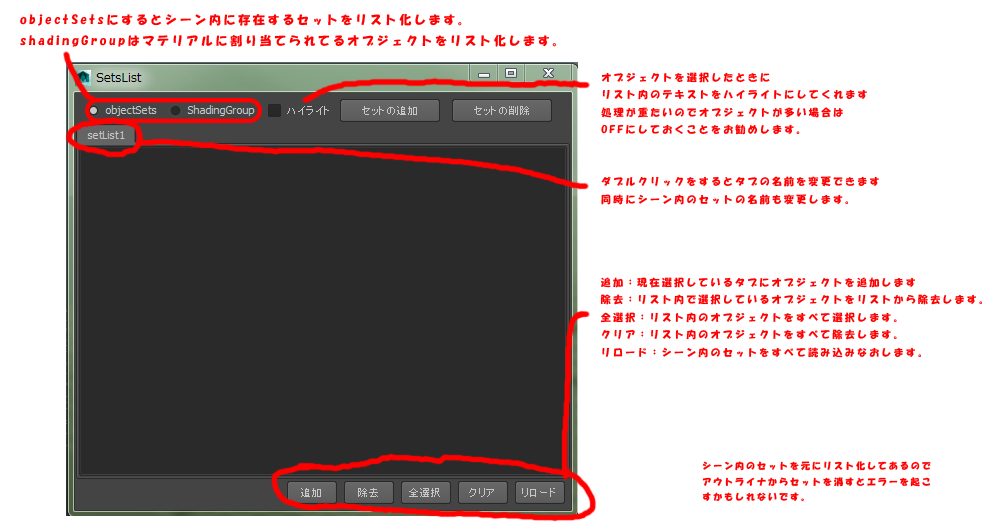 objectSetsにするとシーン内に存在するセットをリスト化します。
shadingGroupはマテリアルに割り当てられてるオブジェクトをリスト化します。
SetsList
objectSets ShadingGroup ハイライト セットの追加 セットの削除
setList1
オブジェクトを選択したときに
リスト内のテキストをハイライトにしてくれます
処理が重たいのでオブジェクトが多い場合は
OFFにしておくことをお勧めします。
ダブルクリックをするとタブの名前を変更できます
同時にシーン内のセットの名前も変更します。
追加：現在選択しているタブにオブジェクトを追加します
除去：リスト内で選択しているオブジェクトをリストから除去します。
全選択：リスト内のオブジェクトをすべて選択します。
クリア：リスト内のオブジェクトをすべて除去します。
リロード：シーン内のセットをすべて読み込みなおします。
シーン内のセットを元にリスト化してあるので
アウトライナからセットを消すとエラーを起こ
すかもしれないです。
追加 除去 全選択 クリア リロード